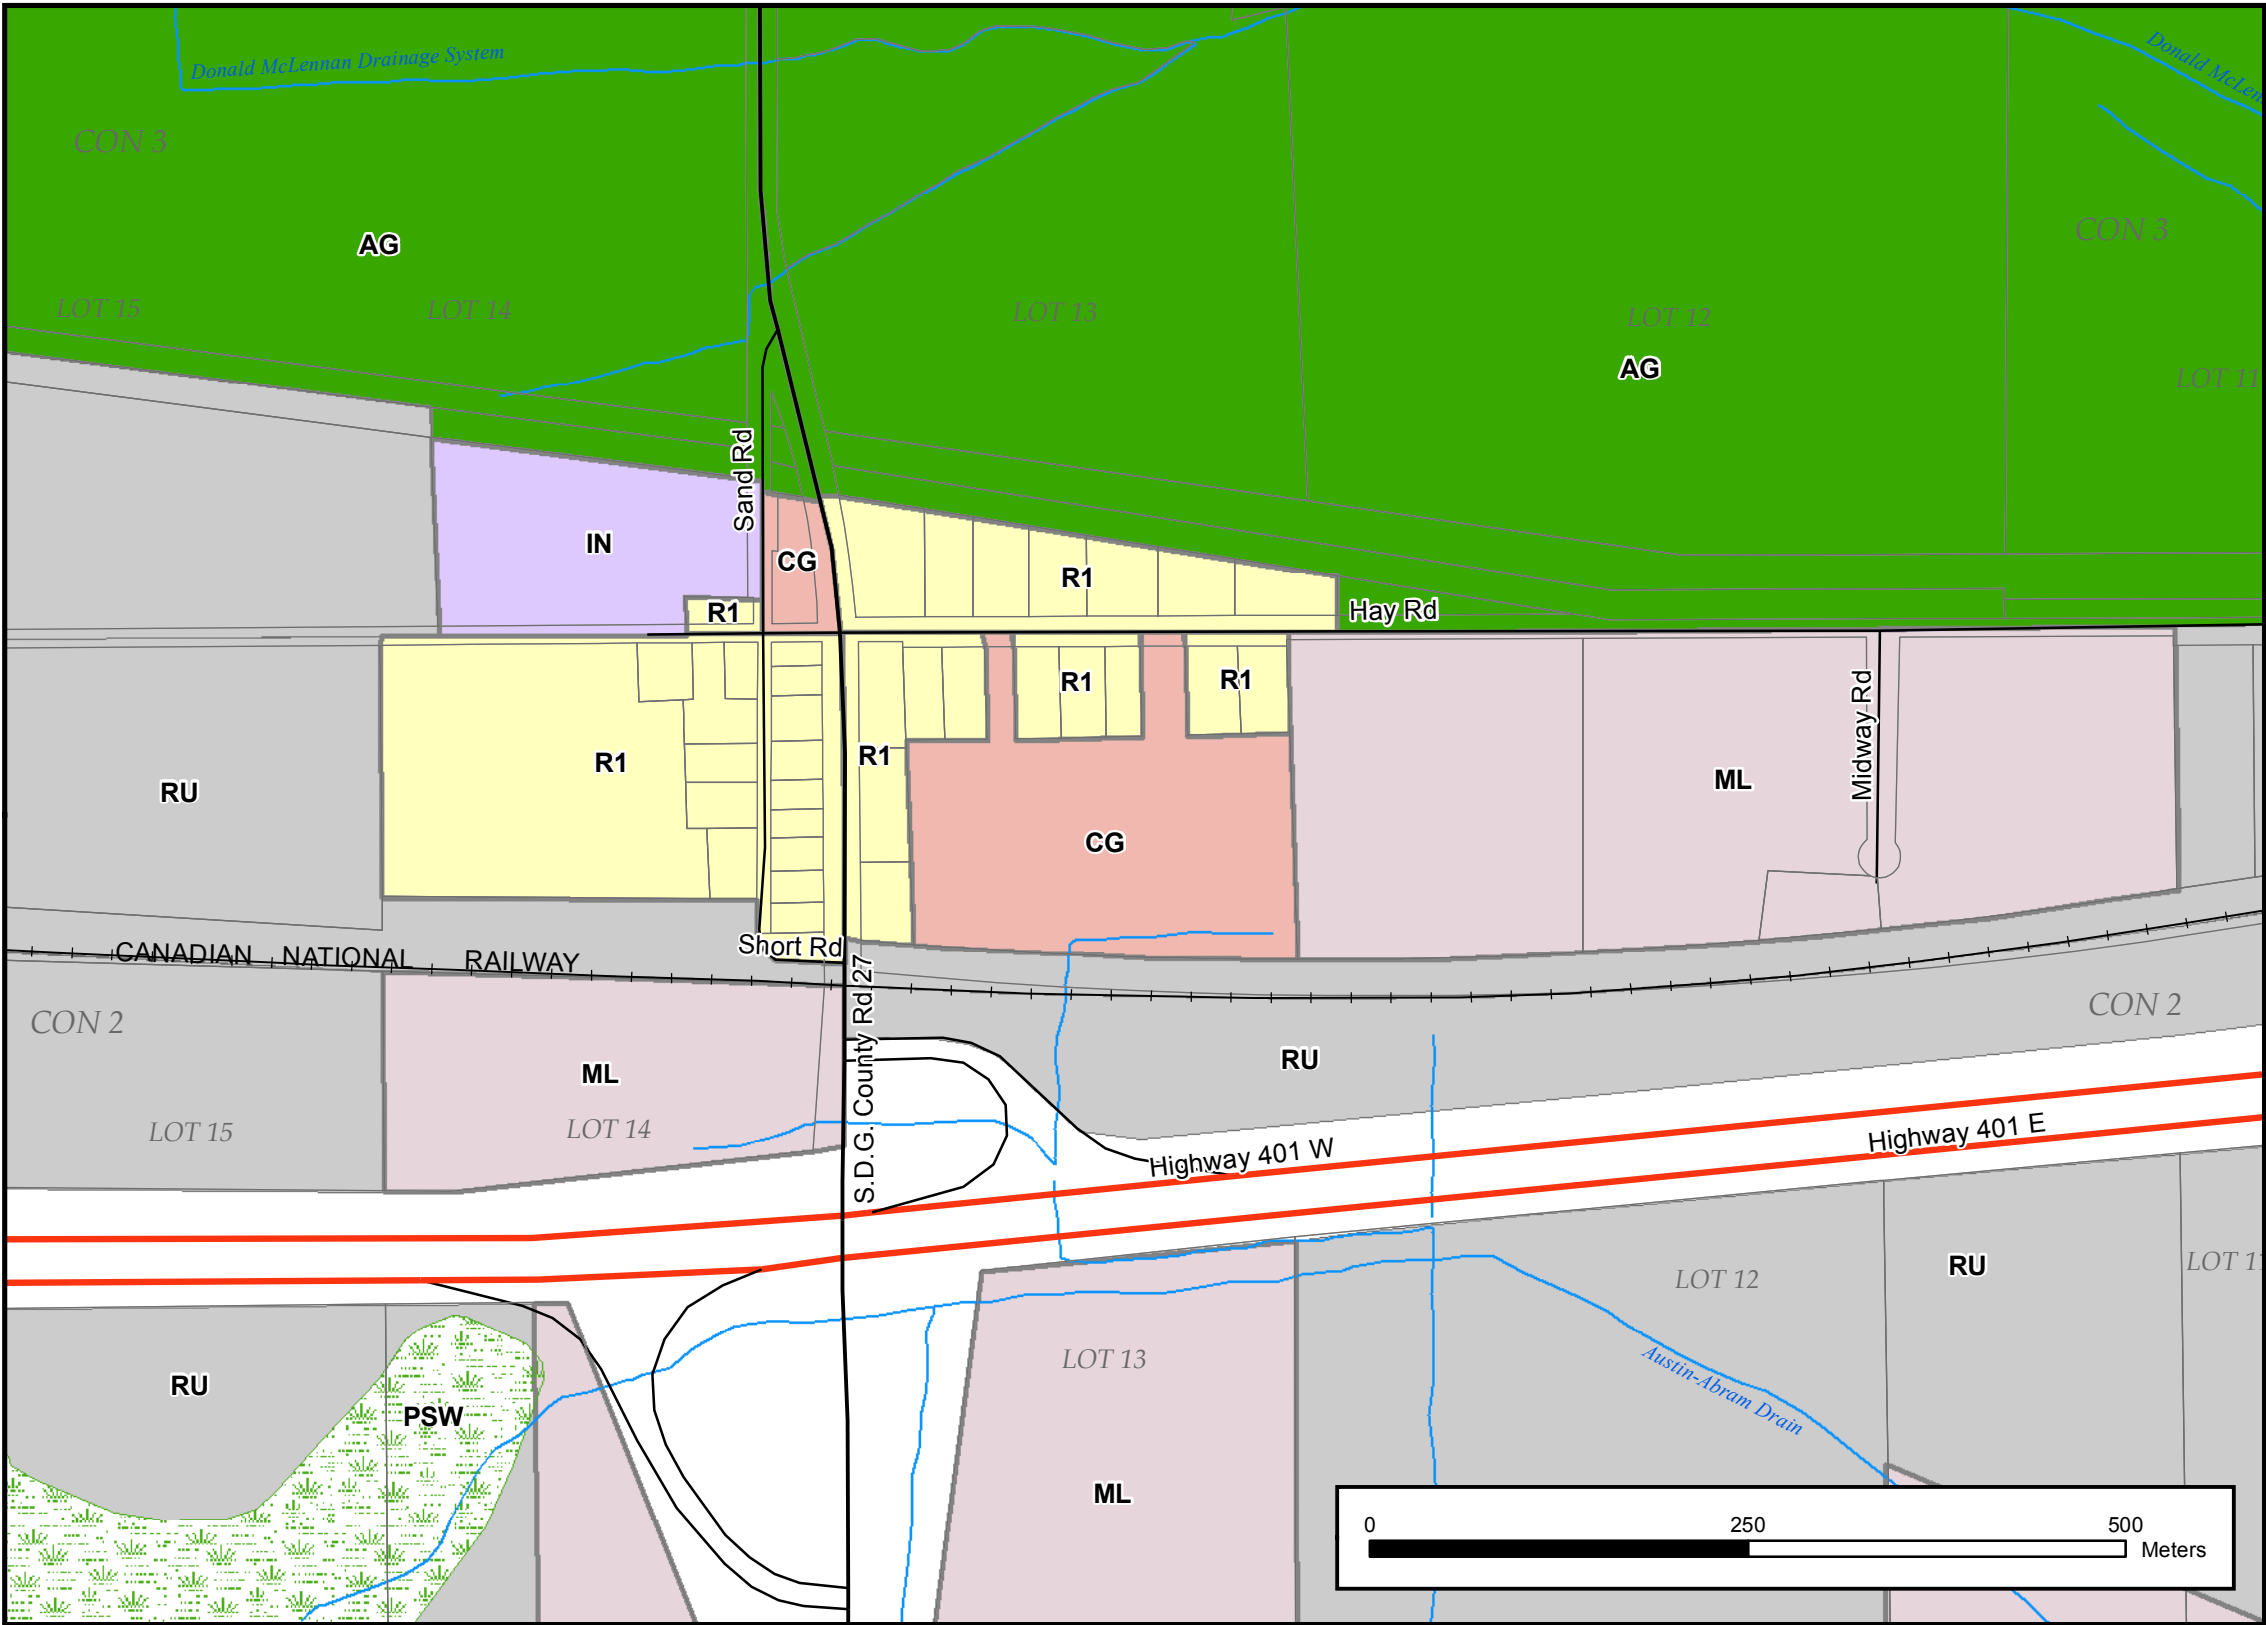 Donald McLennan Drainage System
Donald McLen
CON 3
CON 3
AG
LOT 15
LOT 14
LOT 13
LOT 12
AG
LOT 11
Sand Rd
IN
CG
R1
R1
Hay Rd
R1
R1
Midway Rd
R1
R1
RU
ML
CG
CANADIAN NATIONAL RAILWAY
Short Rd
S.D.G. County Rd 27
CON 2
CON 2
RU
ML
LOT 15
LOT 14
Highway 401 W
Highway 401 E
RU
LOT 12
LOT 1
LOT 13
Austin-Abram Drain
RU
PSW
ML
0 250 500
Meters